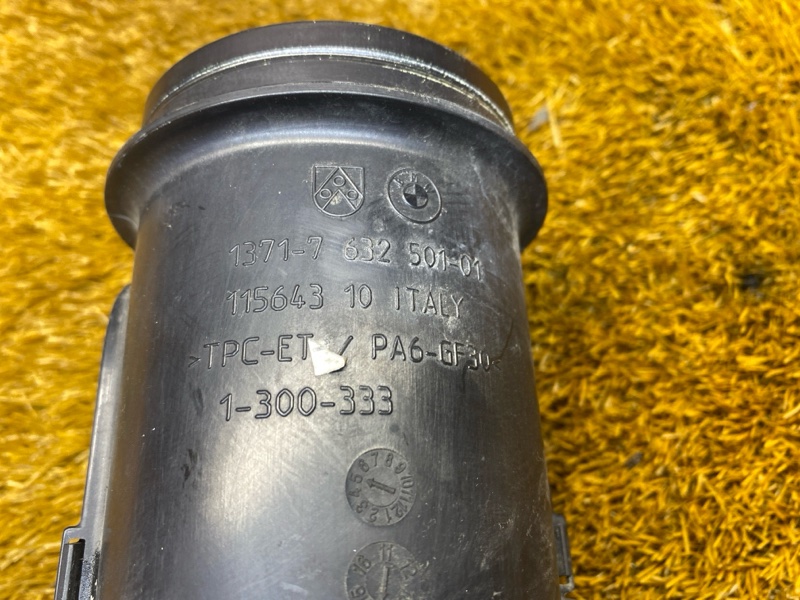 1371-7 632 501-01
115643 10 ITALY
>TPC-ET / PA6-GF30<
1-300-333